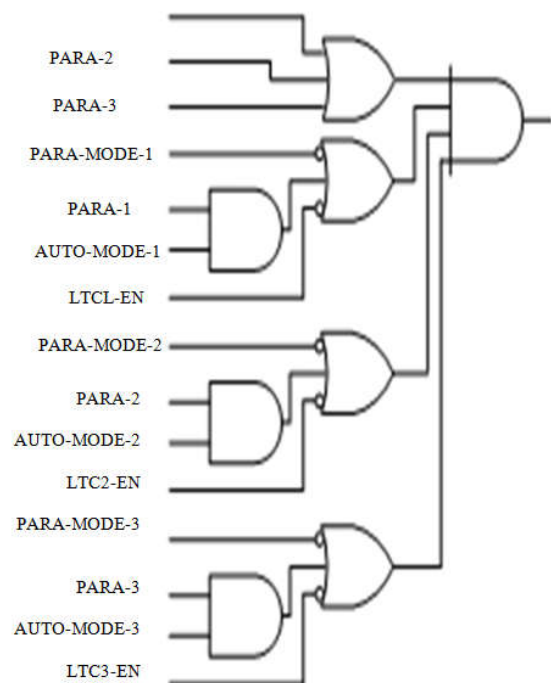 PARA-2
PARA-3
PARA-MODE-1
PARA-1
AUTO-MODE-1
LTCL-EN
PARA-MODE-2
PARA-2
AUTO-MODE-2
LTC2-EN
PARA-MODE-3
PARA-3
AUTO-MODE-3
LTC3-EN